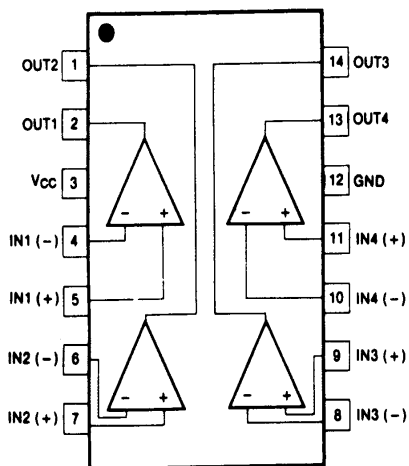 OUT2 1 14 OUT3
OUT1 2 13 OUT4
VCC 3 12 GND
- + - +
IN1 (-) 4 11 IN4 (+)
IN1 (+) 5 10 IN4 (-)
IN2 (-) 6 9 IN3 (+)
- + - +
IN2 (+) 7 8 IN3 (-)